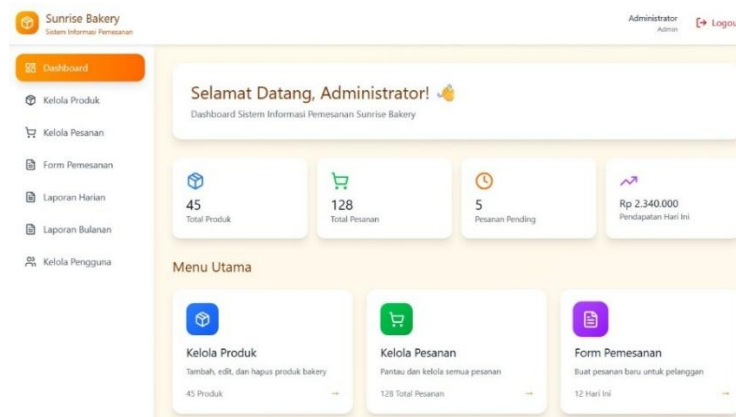 Sunrise Bakery
Sistem Informasi Pemesanan
Administrator
Admin
Logou
Dashboard
Kelola Produk
Kelola Pesanan
Form Pemesanan
Laporan Harian
Laporan Bulanan
Kelola Pengguna
Selamat Datang, Administrator!
Dashboard Sistem Informasi Pemesanan Sunrise Bakery
45
Total Produk
128
Total Pesanan
5
Pesanan Pending
Rp 2.340.000
Pendapatan Hari Ini
Menu Utama
Kelola Produk
Tambah, edit, dan hapus produk bakery
45 Produk →
Kelola Pesanan
Pantau dan kelola semua pesanan
128 Total Pesanan →
Form Pemesanan
Buat pesanan baru untuk pelanggan
12 Hari Ini →